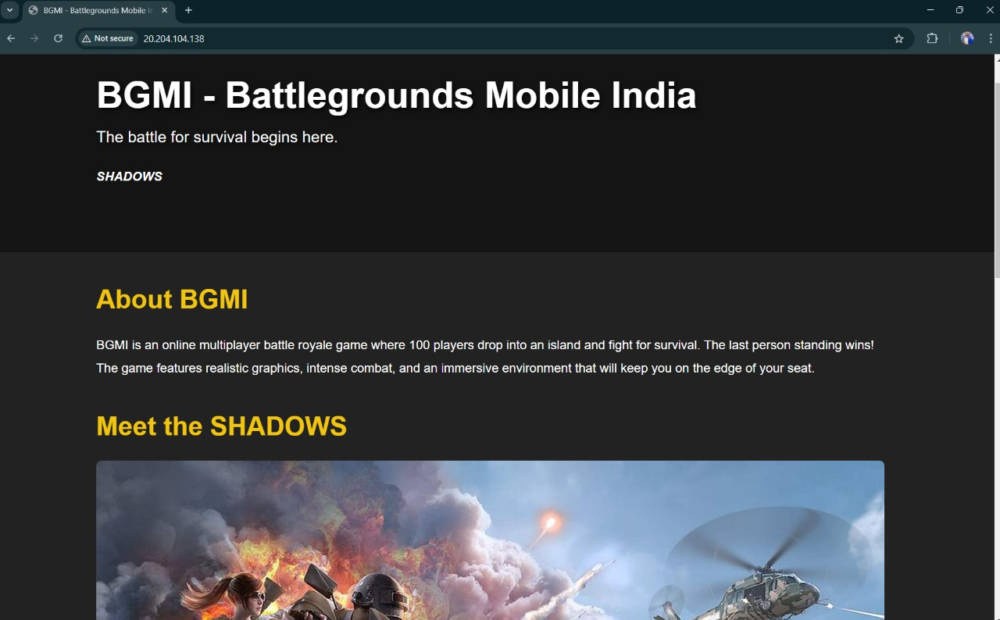 BGMI - Battlegrounds Mobile I
Not secure
20.204.104.138
BGMI - Battlegrounds Mobile India
The battle for survival begins here.
SHADOWS
About BGMI
BGMI is an online multiplayer battle royale game where 100 players drop into an island and fight for survival. The last person standing wins!
The game features realistic graphics, intense combat, and an immersive environment that will keep you on the edge of your seat.
Meet the SHADOWS